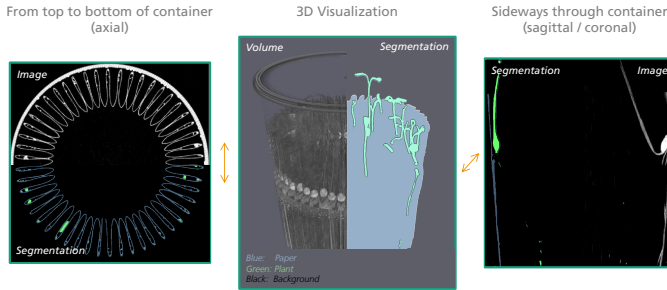 From top to bottom of container
(axial)
3D Visualization
Sideways through container
(sagittal / coronal)
Image
Segmentation
Volume
Segmentation
Blue: Paper
Green: Plant
Black: Background
Segmentation
Image